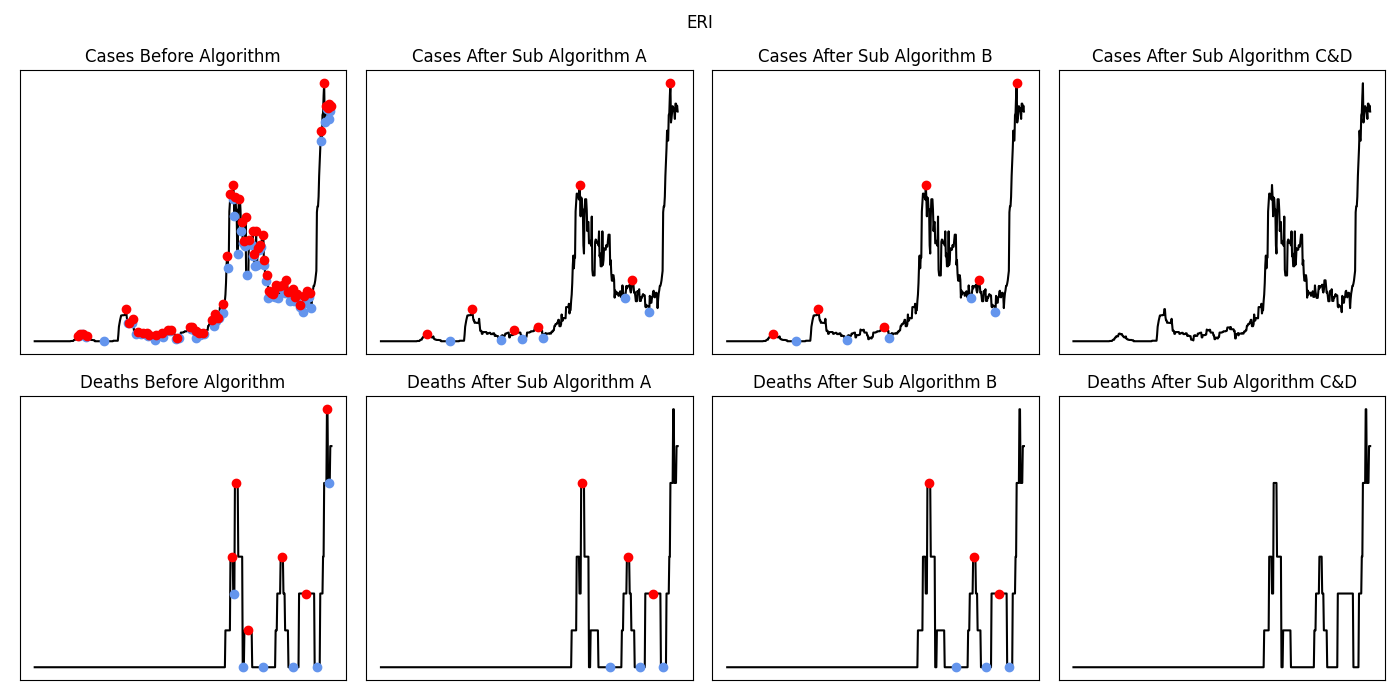 ERI
Cases Before Algorithm
Cases After Sub Algorithm A
Cases After Sub Algorithm B
Cases After Sub Algorithm C&D
Deaths Before Algorithm
Deaths After Sub Algorithm A
Deaths After Sub Algorithm B
Deaths After Sub Algorithm C&D